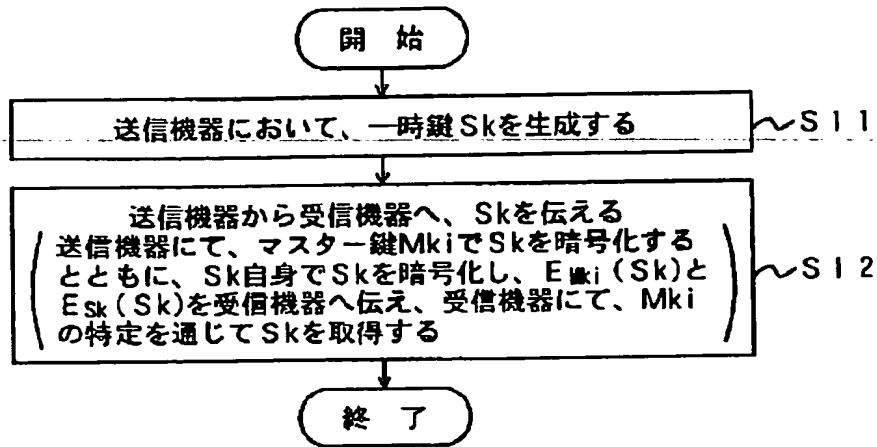 開始
送信機器において、一時鍵Skを生成する
S11
送信機器から受信機器へ、Skを伝える
送信機器にて、マスター鍵MkiでSkを暗号化する
とともに、Sk自身でSkを暗号化し、EMki(Sk)と
S12
ESk(Sk)を受信機器へ伝え、受信機器にて、Mki
の特定を通じてSkを取得する
終了